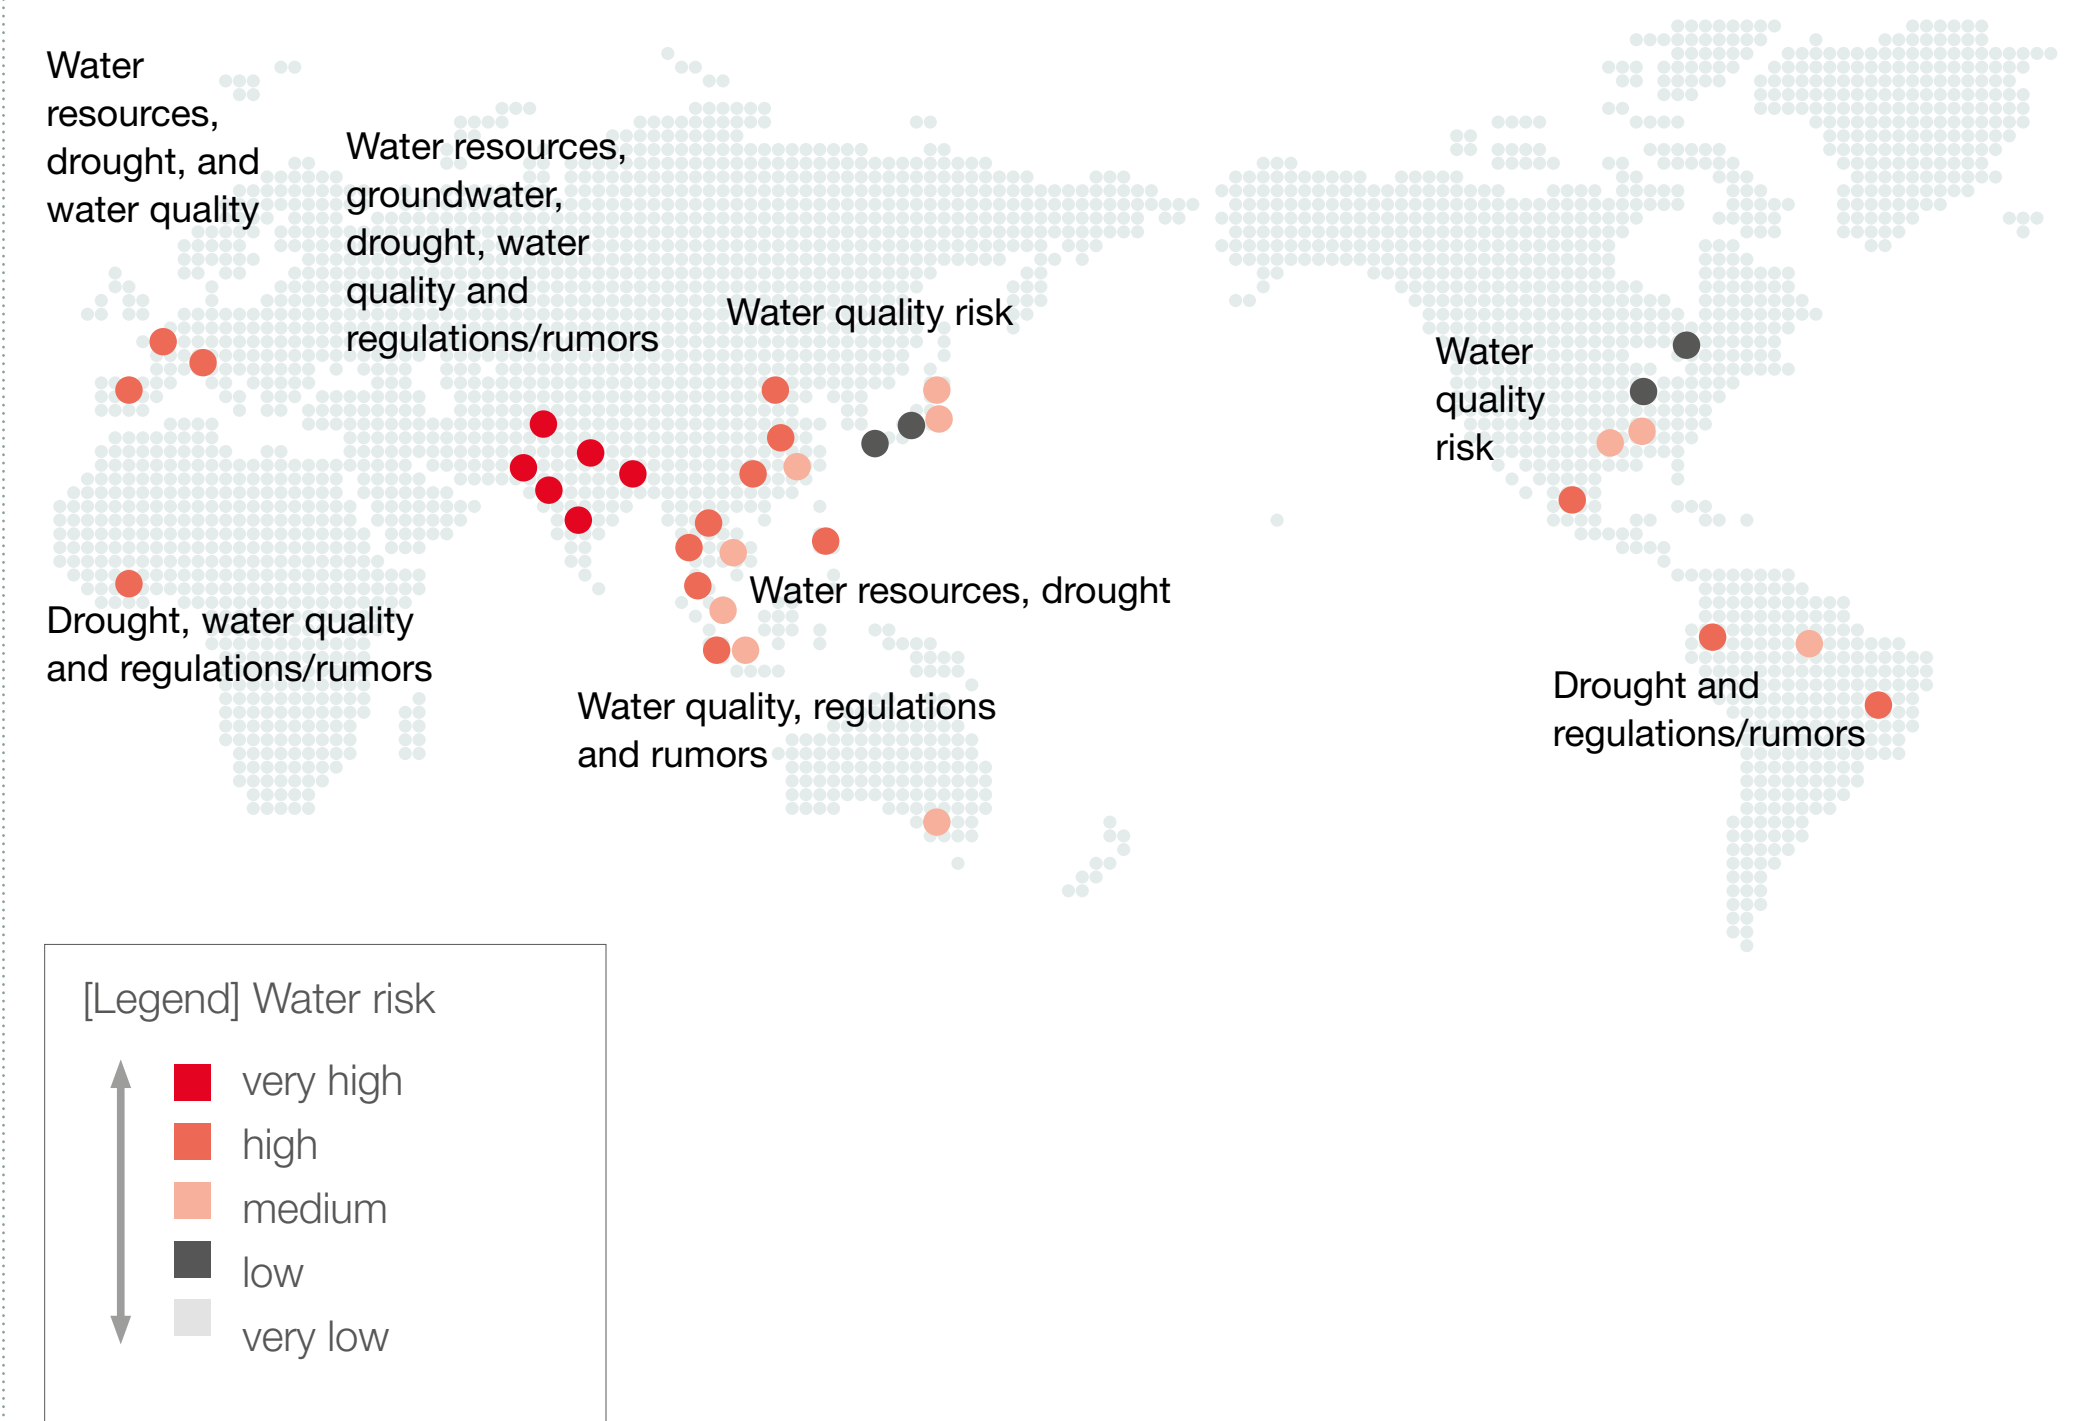 Water
resources,
drought, and
water quality
Water resources,
groundwater,
drought, water
quality and
regulations/rumors
Water quality risk
Water
quality
risk
Water resources, drought
Drought, water quality
and regulations/rumors
Water quality, regulations
and rumors
Drought and
regulations/rumors
[Legend] Water risk
very high
high
medium
low
very low